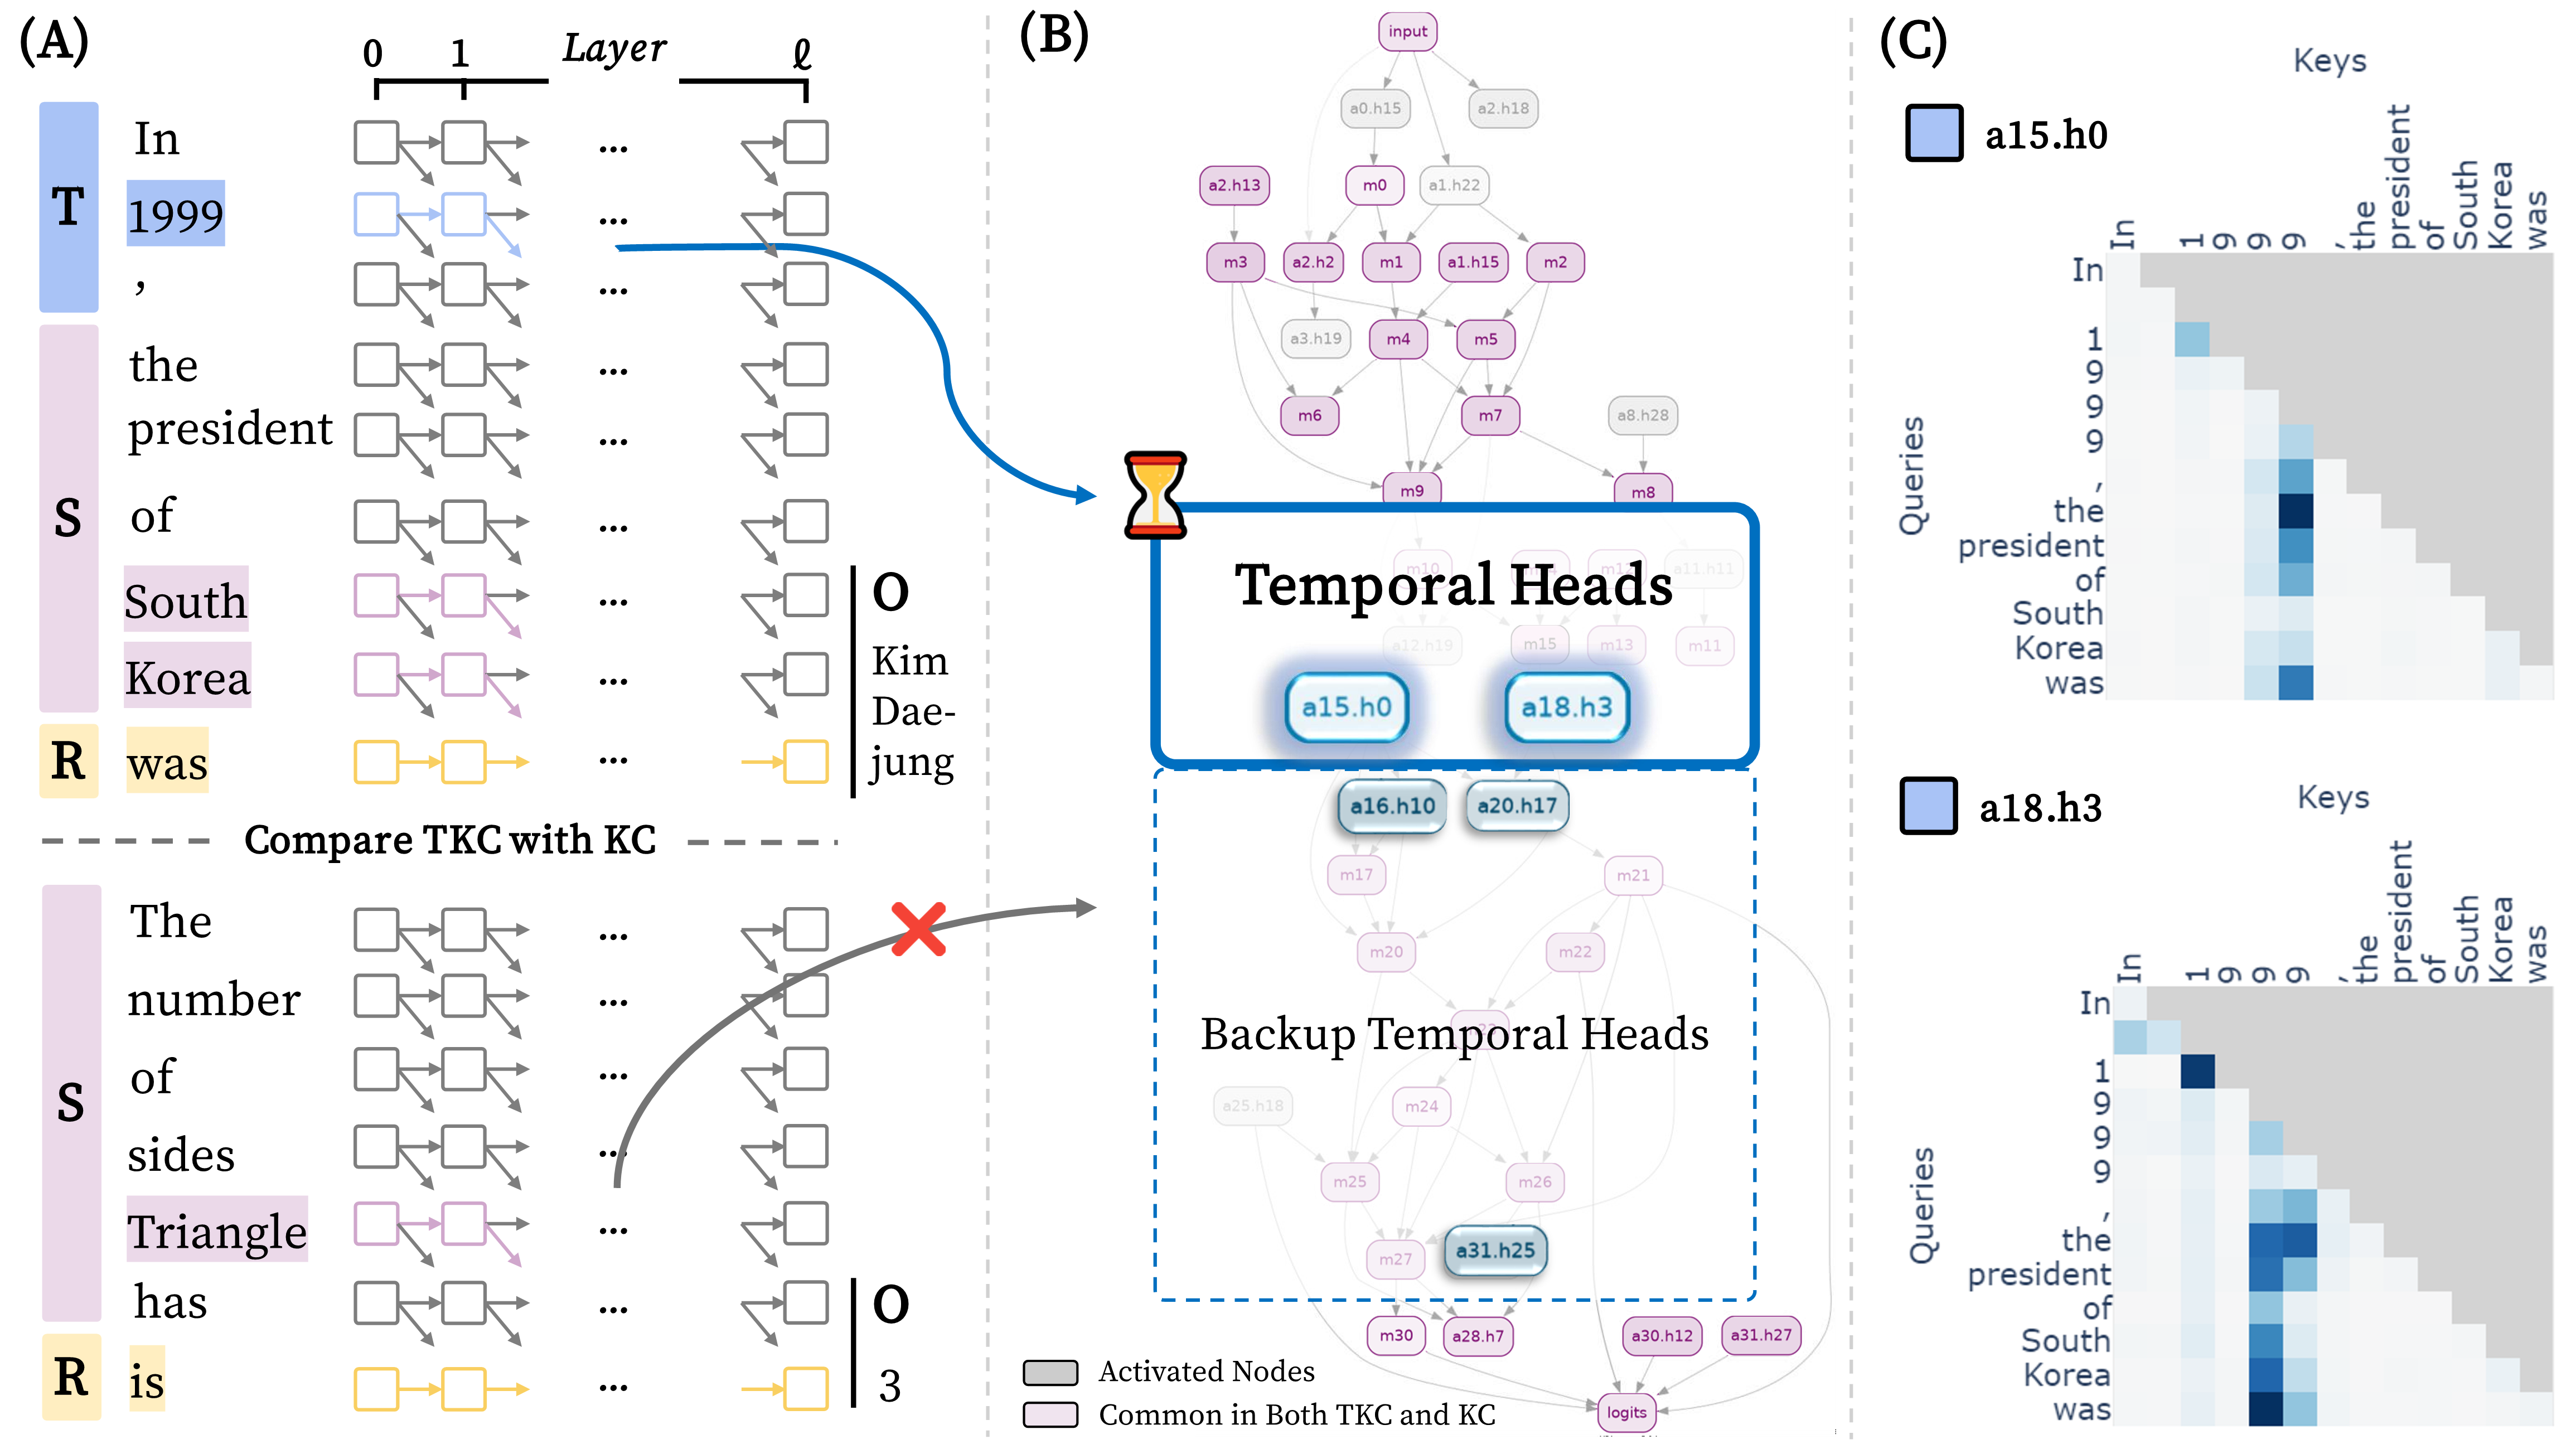 (A)
0 1 Layer ℓ
T
In
1999
,
S
the
president
of
South
Korea
R
was
O
Kim
Dae-
jung
Compare TKC with KC
S
The
number
of
sides
Triangle
has
R
is
O
3
(B)
input
a0.h15 a2.h18
a2.h13 m0 a1.h22
m3 a2.h2 m1 a1.h15 m2
a3.h19 m4 m5
m6 m7 a8.h28
m9 m8
m10 a11.h11
Temporal Heads
a12.h19 m15 m13 m11
a15.h0 a18.h3
a16.h10 a20.h17
m17 m21
m20 m22
Backup Temporal Heads
a25.h18 m24
m25 m26
m27 a31.h25
m30 a28.h7 a30.h12 a31.h27
logits
Activated Nodes
Common in Both TKC and KC
(C)
Keys
a15.h0
In 1 9 9 9 , the president of South Korea was
Queries
In
1
9
9
9
,
the
president
of
South
Korea
was
Keys
a18.h3
In 1 9 9 9 , the president of South Korea was
Queries
In
1
9
9
9
,
the
president
of
South
Korea
was